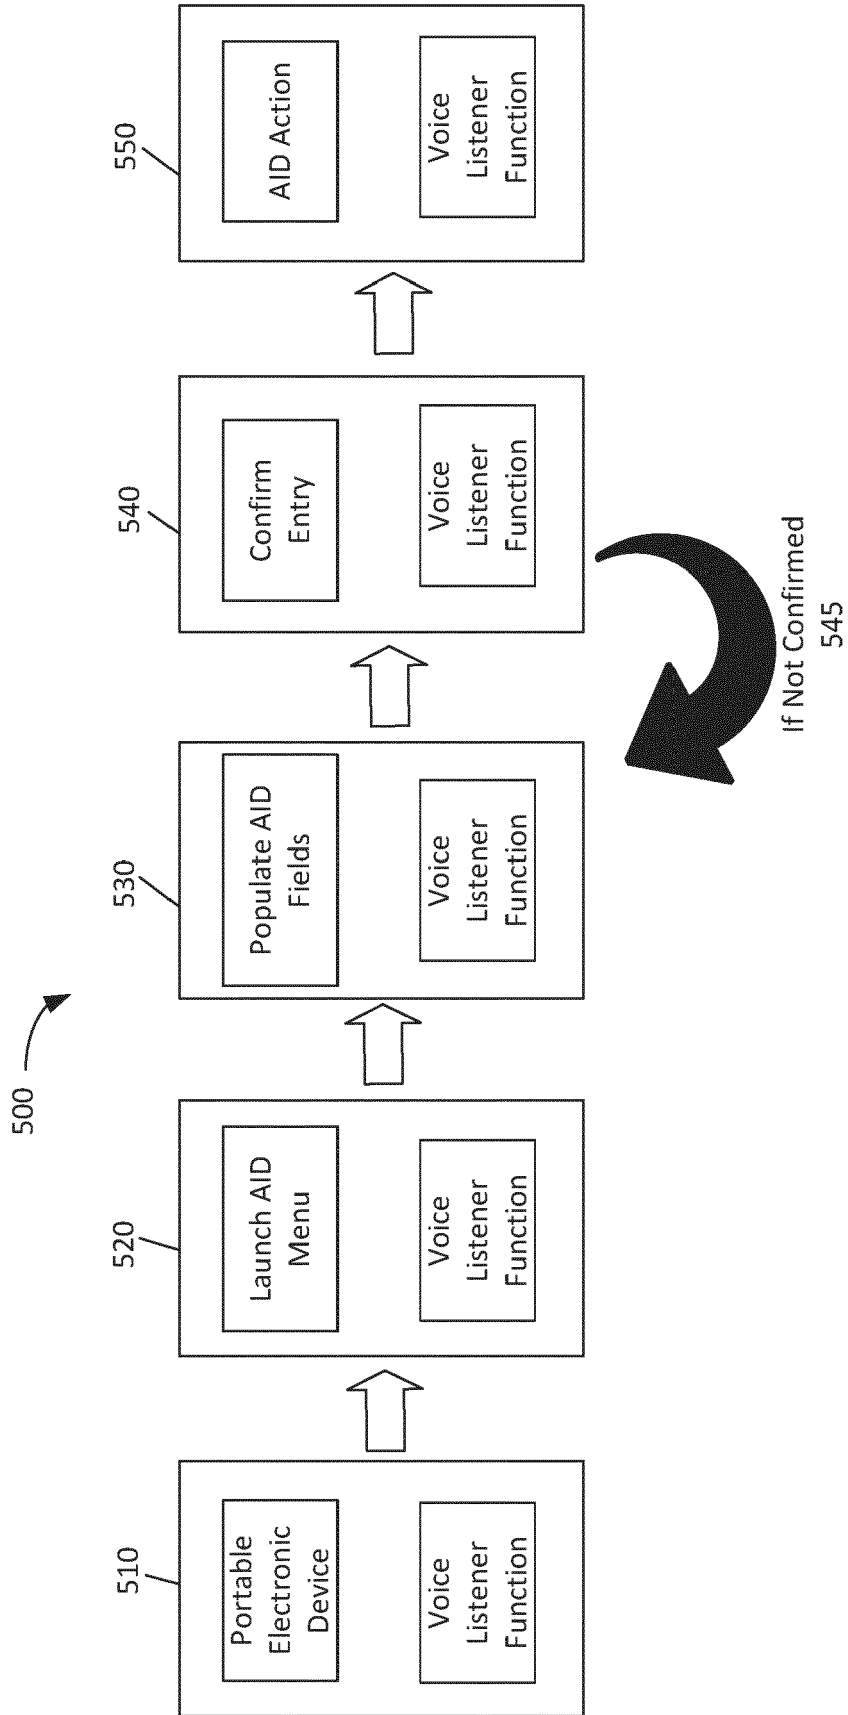 500
510
Portable
Electronic
Device
Voice
Listener
Function
520
Launch AID
Menu
Voice
Listener
Function
530
Populate AID
Fields
Voice
Listener
Function
540
Confirm
Entry
Voice
Listener
Function
If Not Confirmed
545
550
AID Action
Voice
Listener
Function